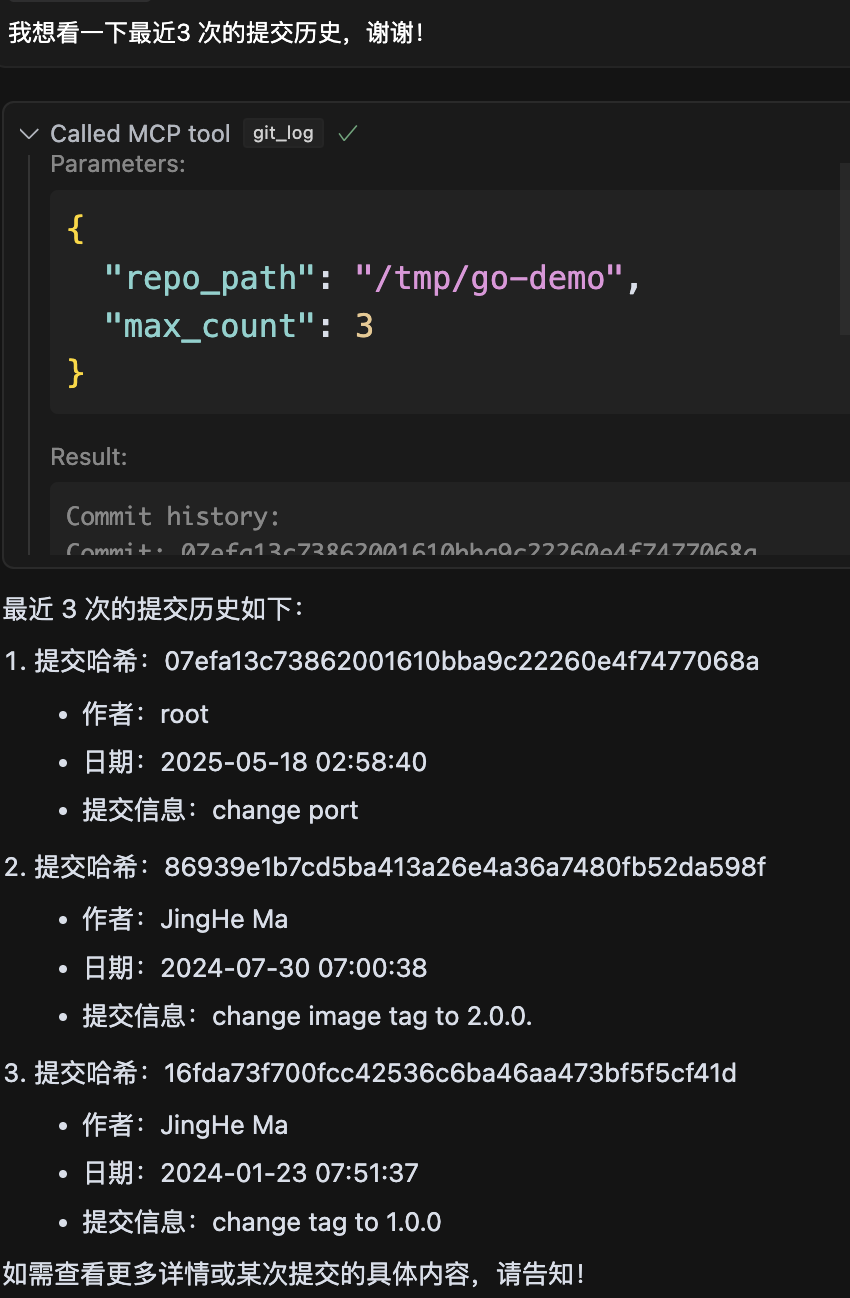 我想看一下最近3 次的提交历史，谢谢！
Called MCP tool git_log
Parameters:
{
"repo_path": "/tmp/go-demo",
"max_count": 3
}
Result:
Commit history:
Commit: 07efa13c73862001610bba9c22260e4f7477068a
最近 3 次的提交历史如下：
1. 提交哈希：07efa13c73862001610bba9c22260e4f7477068a
• 作者：root
• 日期：2025-05-18 02:58:40
• 提交信息：change port
2. 提交哈希：86939e1b7cd5ba413a26e4a36a7480fb52da598f
• 作者：JingHe Ma
• 日期：2024-07-30 07:00:38
• 提交信息：change image tag to 2.0.0.
3. 提交哈希：16fda73f700fcc42536c6ba46aa473bf5f5cf41d
• 作者：JingHe Ma
• 日期：2024-01-23 07:51:37
• 提交信息：change tag to 1.0.0
如需查看更多详情或某次提交的具体内容，请告知！